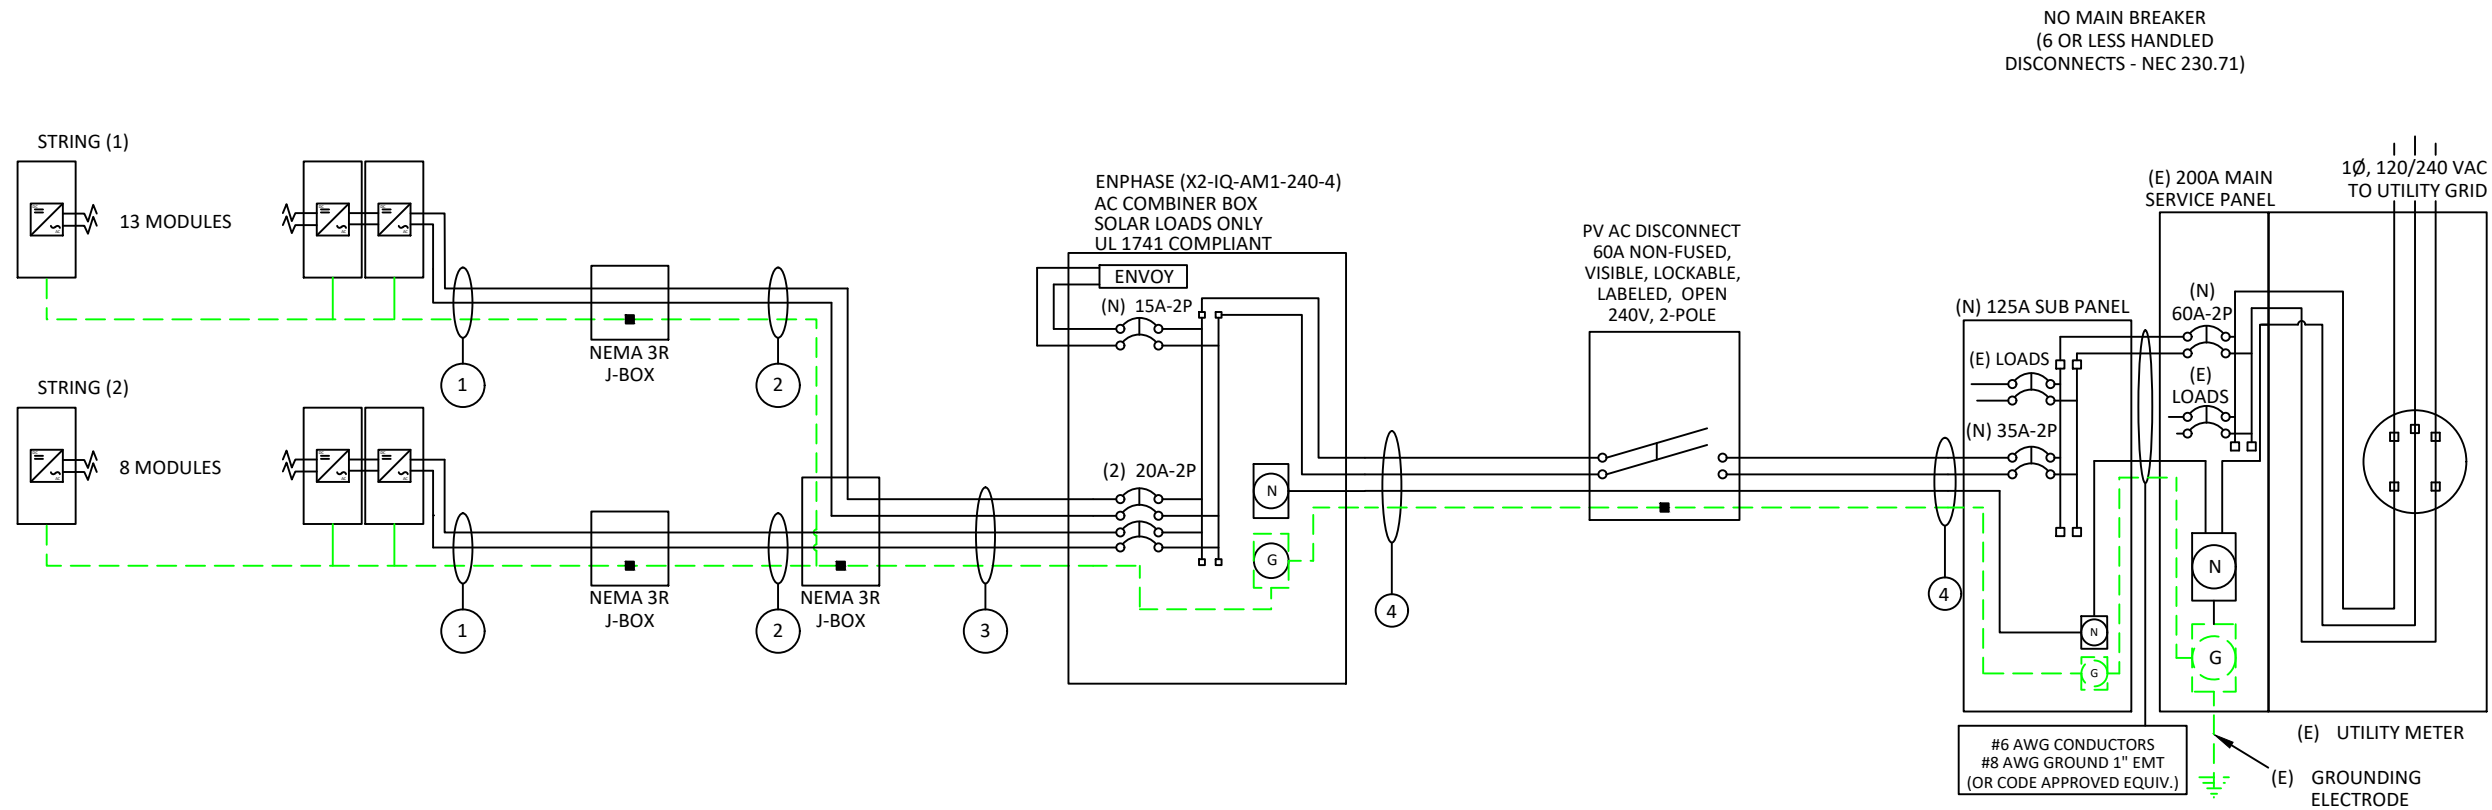 NO MAIN BREAKER
(6 OR LESS HANDLED
DISCONNECTS - NEC 230.71)
STRING (1)
13 MODULES
NEMA 3R
J-BOX
1
2
STRING (2)
8 MODULES
NEMA 3R
J-BOX
NEMA 3R
J-BOX
1
2
3
ENPHASE (X2-IQ-AM1-240-4)
AC COMBINER BOX
SOLAR LOADS ONLY
UL 1741 COMPLIANT
ENVOY
(N) 15A-2P
(2) 20A-2P
N
G
4
PV AC DISCONNECT
60A NON-FUSED,
VISIBLE, LOCKABLE,
LABELED, OPEN
240V, 2-POLE
4
(N) 125A SUB PANEL
(E) LOADS
(N) 35A-2P
N
G
(E) 200A MAIN
SERVICE PANEL
(N)
60A-2P
(E)
LOADS
N
G
1Ø, 120/240 VAC
TO UTILITY GRID
(E) UTILITY METER
#6 AWG CONDUCTORS
#8 AWG GROUND 1" EMT
(OR CODE APPROVED EQUIV.)
(E) GROUNDING
ELECTRODE